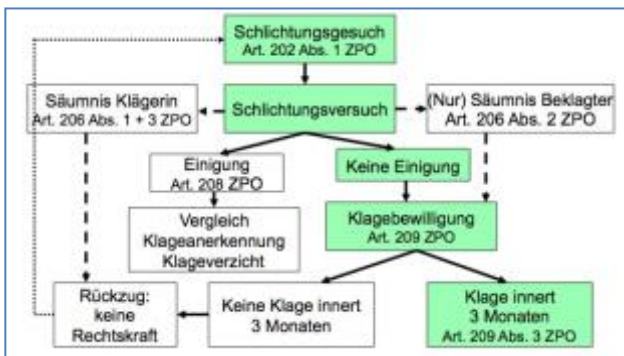 Schlichtungsgesuch
Art. 202 Abs. 1 ZPO
Säumnis Klägerin
Art. 206 Abs. 1 + 3 ZPO
Schlichtungsversuch
(Nur) Säumnis Beklagter
Art. 206 Abs. 2 ZPO
Einigung
Art. 208 ZPO
Keine Einigung
Vergleich
Klageanerkennung
Klageverzicht
Klagebewilligung
Art. 209 ZPO
Rückzug:
keine
Rechtskraft
Keine Klage innert
3 Monaten
Klage innert
3 Monaten
Art. 209 Abs. 3 ZPO